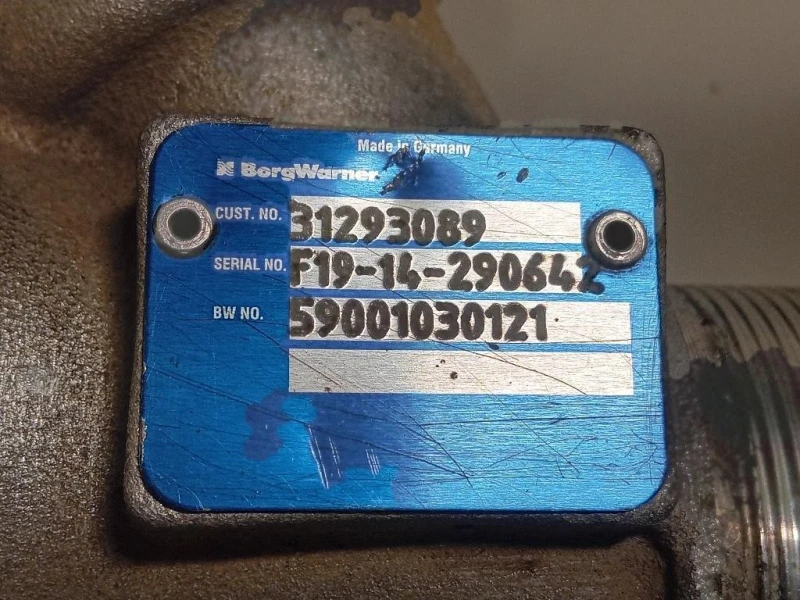 Made in Germany
BorgWarner
CUST. NO. 31293089
SERIAL NO. F19-14-290642
BW NO. 59001030121